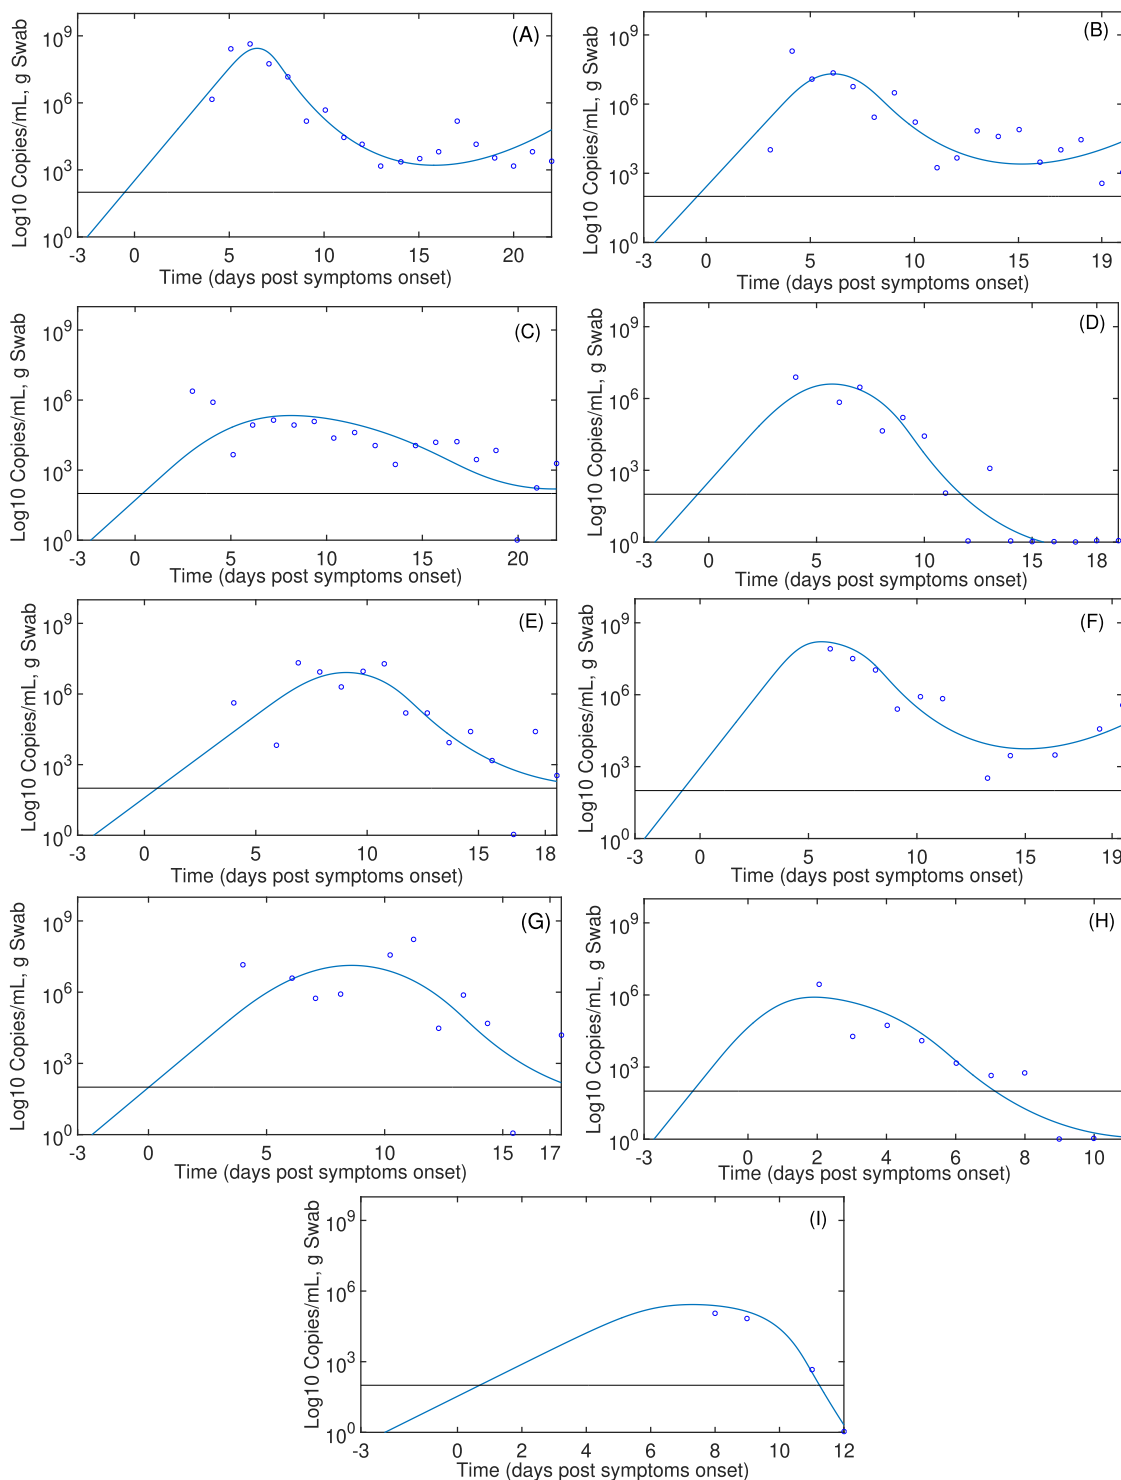 (A)
Log10 Copies/mL, g Swab
10^9
10^6
10^3
10^0
-3 0 5 10 15 20
Time (days post symptoms onset)
(B)
Log10 Copies/mL, g Swab
10^9
10^6
10^3
10^0
-3 0 5 10 15 19
Time (days post symptoms onset)
(C)
Log10 Copies/mL, g Swab
10^9
10^6
10^3
10^0
-3 0 5 10 15 20
Time (days post symptoms onset)
(D)
Log10 Copies/mL, g Swab
10^9
10^6
10^3
10^0
-3 0 5 10 15 18
Time (days post symptoms onset)
(E)
Log10 Copies/mL, g Swab
10^9
10^6
10^3
10^0
-3 0 5 10 15 18
Time (days post symptoms onset)
(F)
Log10 Copies/mL, g Swab
10^9
10^6
10^3
10^0
-3 0 5 10 15 19
Time (days post symptoms onset)
(G)
Log10 Copies/mL, g Swab
10^9
10^6
10^3
10^0
-3 0 5 10 15 17
Time (days post symptoms onset)
(H)
Log10 Copies/mL, g Swab
10^9
10^6
10^3
10^0
-3 0 2 4 6 8 10
Time (days post symptoms onset)
(I)
Log10 Copies/mL, g Swab
10^9
10^6
10^3
10^0
-3 0 2 4 6 8 10 12
Time (days post symptoms onset)